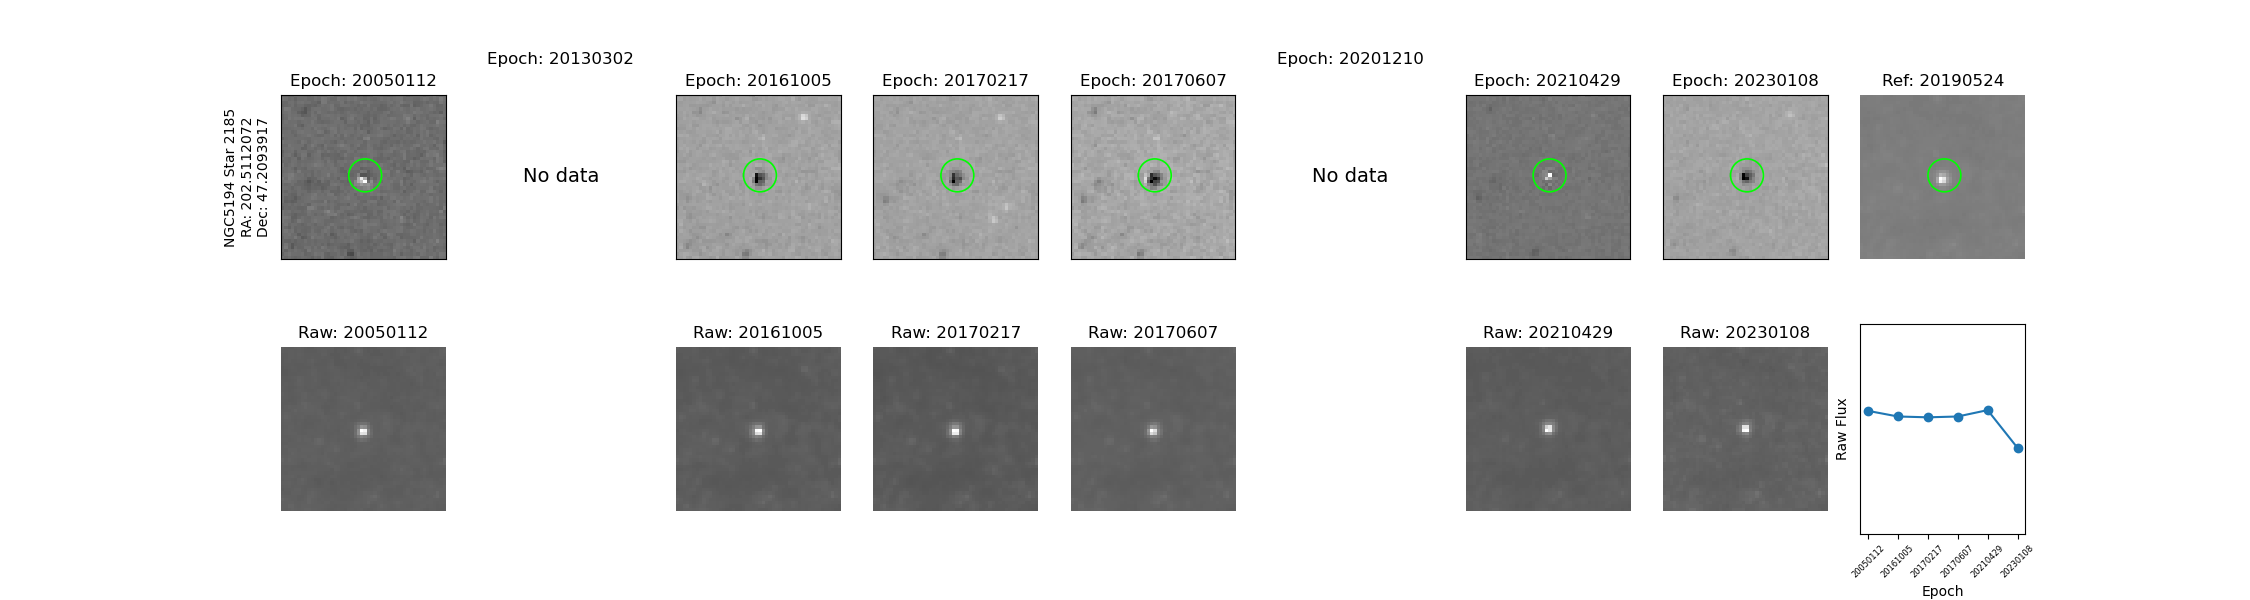 Epoch: 20130302
Epoch: 20201210
Epoch: 20050112
Epoch: 20161005
Epoch: 20170217
Epoch: 20170607
Epoch: 20210429
Epoch: 20230108
Ref: 20190524
NGC5194 Star 2185
RA: 202.5112072
Dec: 47.2093917
No data
No data
Raw: 20050112
Raw: 20161005
Raw: 20170217
Raw: 20170607
Raw: 20210429
Raw: 20230108
Raw Flux
20050112
20161005
20170217
20170607
20210429
20230108
Epoch